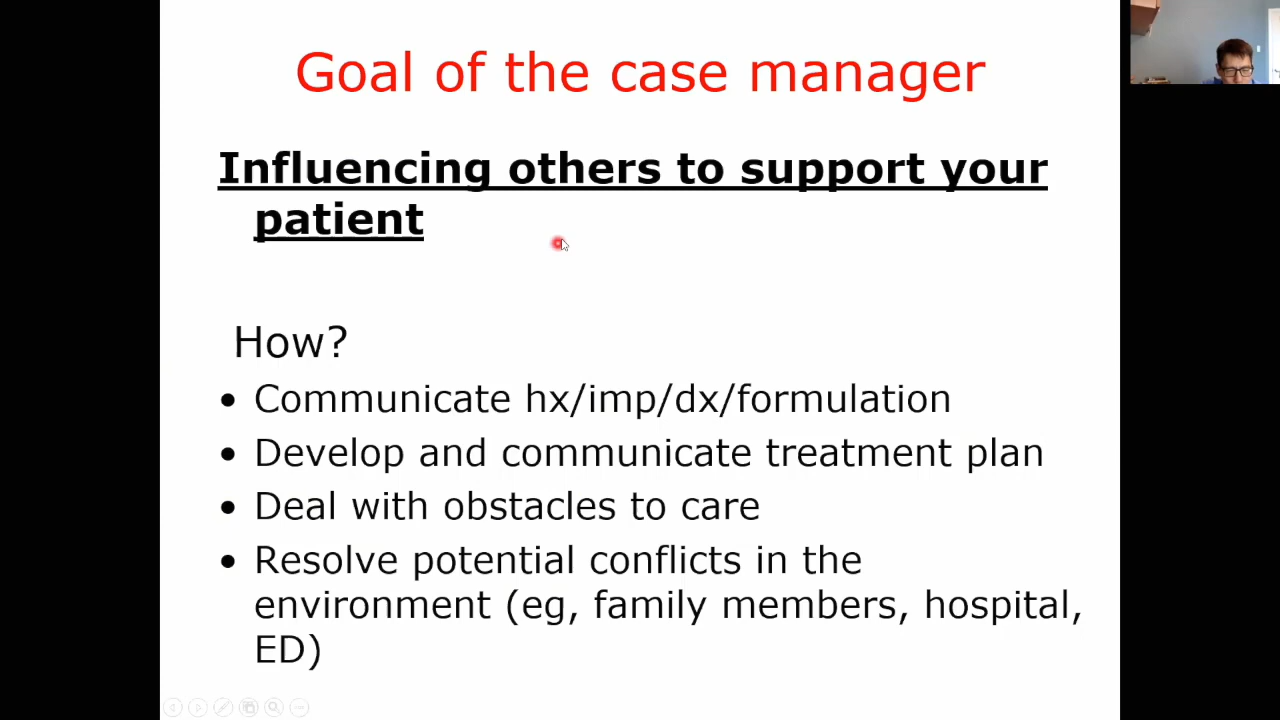 Goal of the case manager
Influencing others to support your
patient
How?
• Communicate hx/imp/dx/formulation
• Develop and communicate treatment plan
• Deal with obstacles to care
• Resolve potential conflicts in the
environment (eg, family members, hospital,
ED)